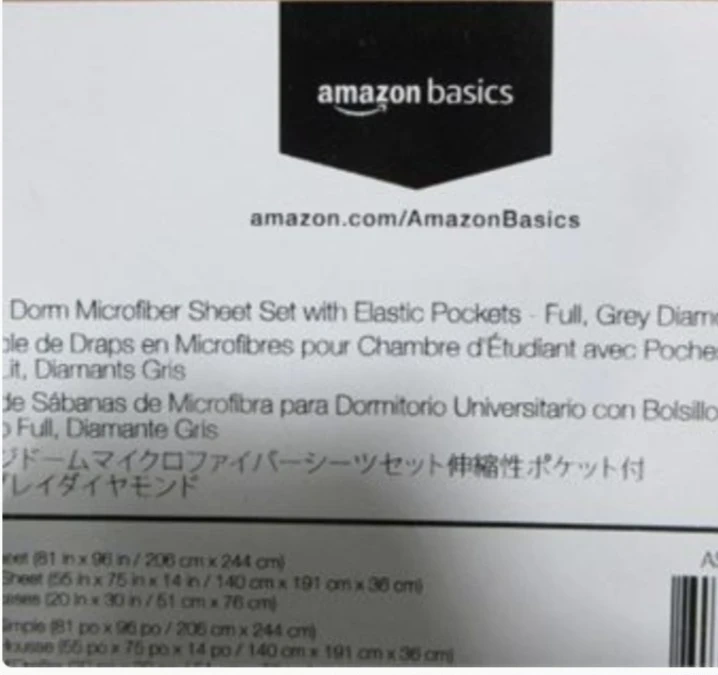 amazon basics
amazon.com/AmazonBasics
Dorm Microfiber Sheet Set with Elastic Pockets - Full, Grey Diam
de Draps en Microfibres pour Chambre d'Étudiant avec Poche
Lit, Diamants Gris
de Sábanas de Microfibra para Dormitorio Universitario con Bolsillo
Full, Diamante Gris
ジドームマイクロファイバーシーツセット伸縮性ポケット付
グレイダイヤモンド
(81 in x 96 in / 206 cm x 244 cm)
Sheet (55 in x 75 in x 14 in / 140 cm x 191 cm x 36 cm)
(20 in x 30 in / 51 cm x 76 cm)
(81 po x 96 po / 206 cm x 244 cm)
(55 po x 75 po x 14 po / 140 cm x 191 cm x 36 cm)